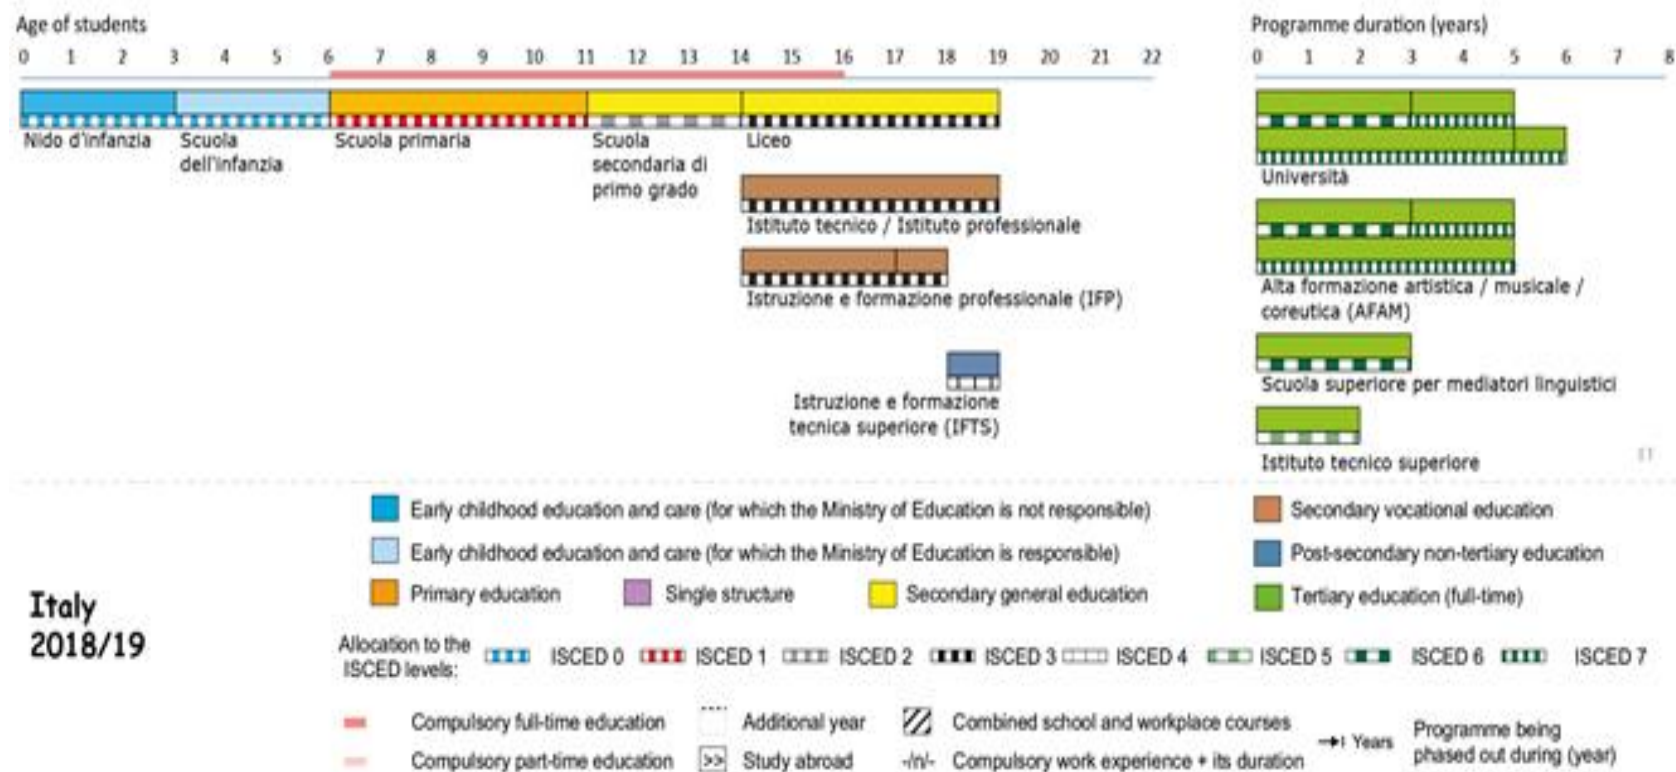 Age of students
0 1 2 3 4 5 6 7 8 9 10 11 12 13 14 15 16 17 18 19 20 21 22
Nido d'infanzia
Scuola
dell'infanzia
Scuola primaria
Scuola
secondaria di
primo grado
Liceo
Istituto tecnico / Istituto professionale
Istruzione e formazione professionale (IFP)
Istruzione e formazione
tecnica superiore (IFTS)
Programme duration (years)
0 1 2 3 4 5 6 7 8
Università
Alta formazione artistica / musicale /
coreutica (AFAM)
Scuola superiore per mediatori linguistici
Istituto tecnico superiore
IT
Italy
2018/19
Early childhood education and care (for which the Ministry of Education is not responsible)
Early childhood education and care (for which the Ministry of Education is responsible)
Primary education
Single structure
Secondary general education
Secondary vocational education
Post-secondary non-tertiary education
Tertiary education (full-time)
Allocation to the
ISCED levels:
ISCED 0 ISCED 1 ISCED 2 ISCED 3 ISCED 4 ISCED 5 ISCED 6 ISCED 7
Compulsory full-time education
Compulsory part-time education
Additional year
>> Study abroad
Combined school and workplace courses
-/n/- Compulsory work experience + its duration
Years
Programme being
phased out during (year)